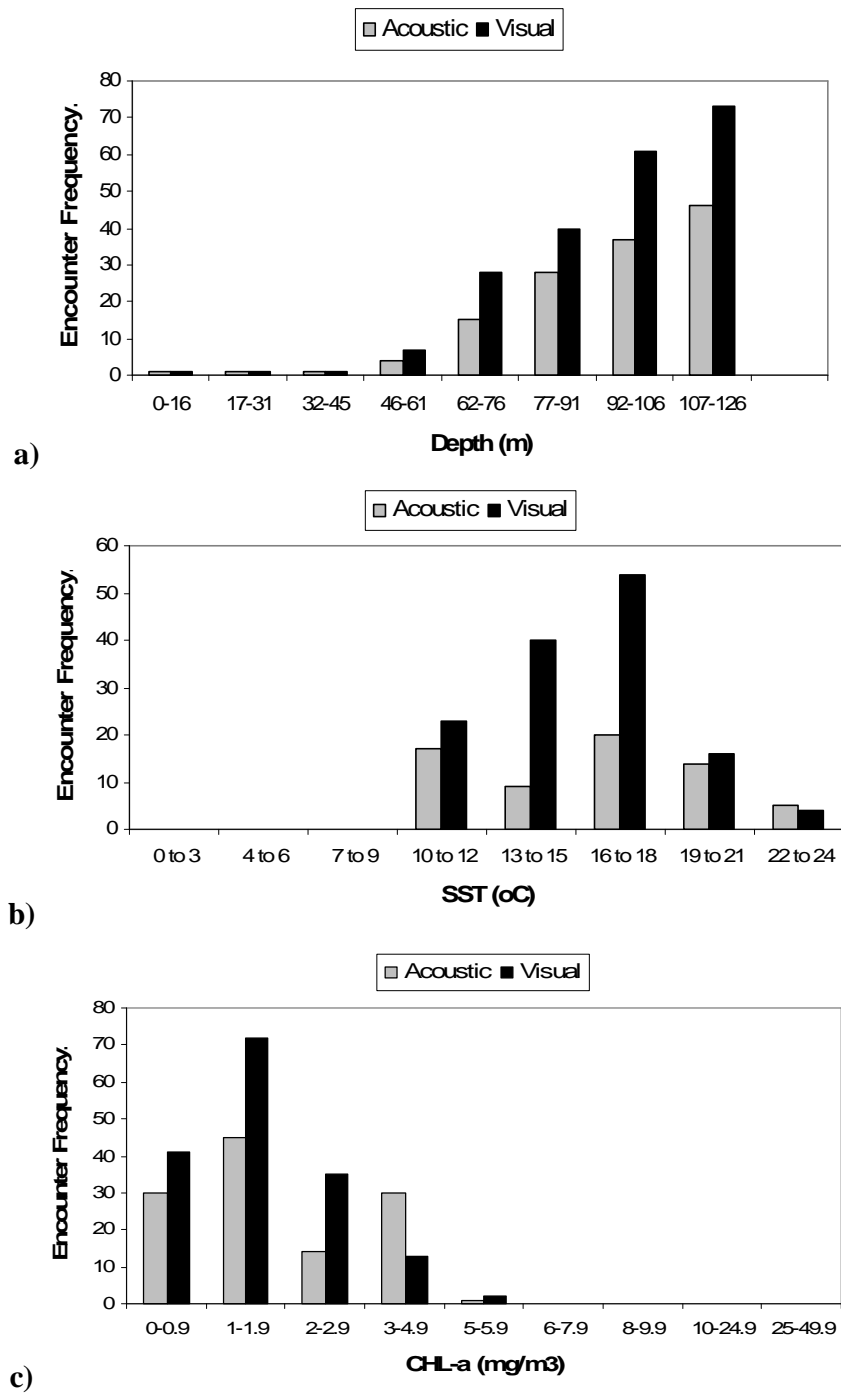 Acoustic Visual
80
70
60
50
40
30
20
10
0
Encounter Frequency.
0-16 17-31 32-45 46-61 62-76 77-91 92-106 107-126
Depth (m)
a)
Acoustic Visual
60
50
40
30
20
10
0
Encounter Frequency.
0 to 3 4 to 6 7 to 9 10 to 12 13 to 15 16 to 18 19 to 21 22 to 24
SST (oC)
b)
Acoustic Visual
80
70
60
50
40
30
20
10
0
Encounter Frequency.
0-0.9 1-1.9 2-2.9 3-4.9 5-5.9 6-7.9 8-9.9 10-24.9 25-49.9
CHL-a (mg/m3)
c)